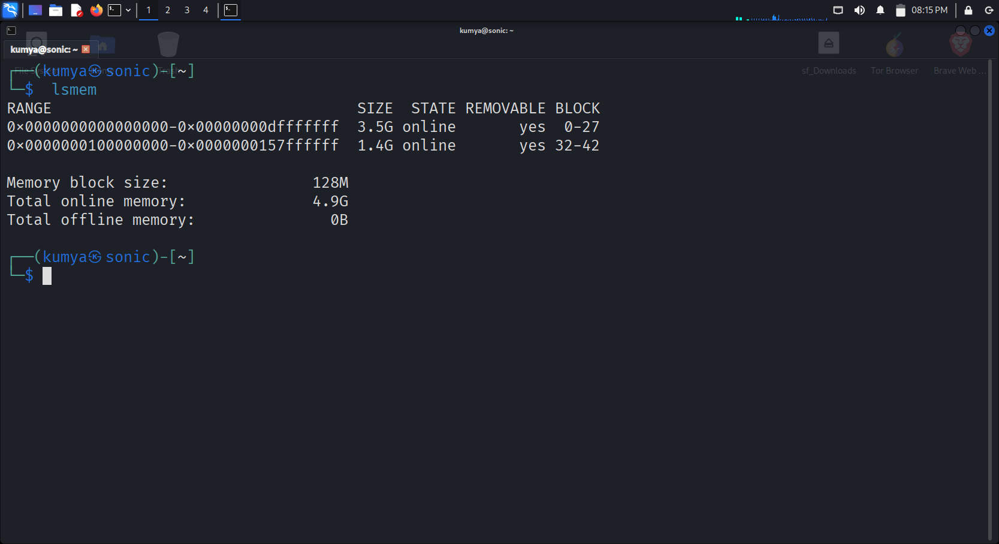 1 2 3 4 08:15 PM
kumya@sonic: ~
kumya@sonic: ~
sf_Downloads Tor Browser Brave Web ...
┌──(kumya㉿sonic)-[~]
└─$ lsmem
RANGE SIZE STATE REMOVABLE BLOCK
0x0000000000000000-0x00000000dfffffff 3.5G online yes 0-27
0x0000000100000000-0x0000000157ffffff 1.4G online yes 32-42
Memory block size: 128M
Total online memory: 4.9G
Total offline memory: 0B
┌──(kumya㉿sonic)-[~]
└─$